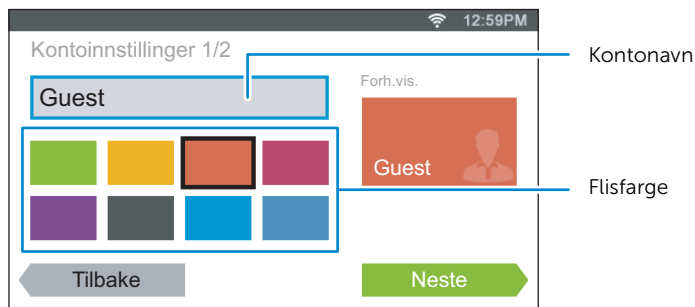 12:59PM
Kontoinnstillinger 1/2
Kontonavn
Guest
Forh.vis.
Guest
Flisfarge
Tilbake
Neste